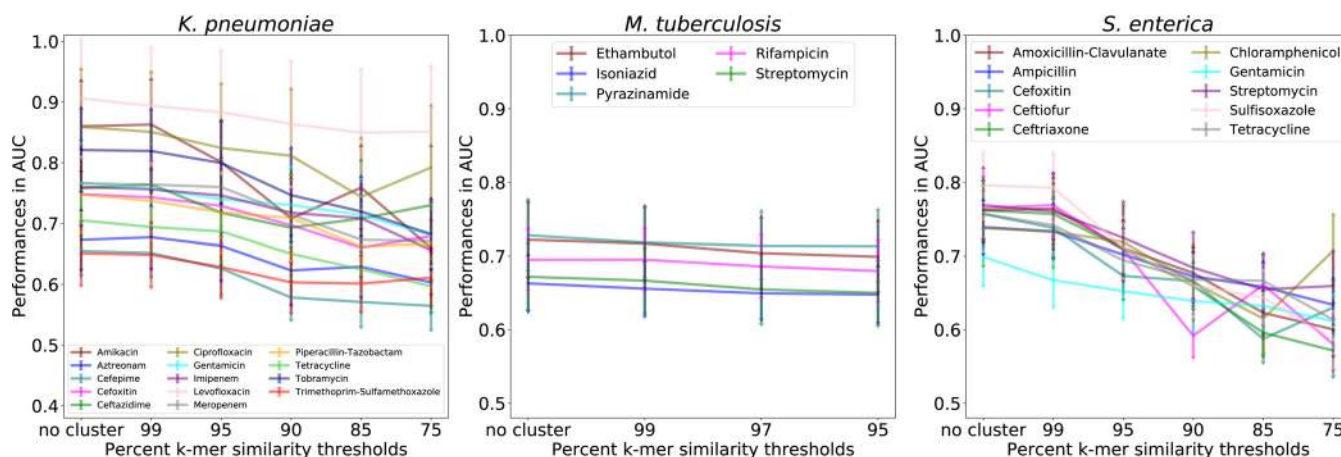 K. pneumoniae
1.0
0.9
0.8
0.7
0.6
0.5
0.4
Performances in AUC
Amikacin
Aztreonam
Cefepime
Cefoxitin
Ceftazidime
Ciprofloxacin
Gentamicin
Imipenem
Levofloxacin
Meropenem
Piperacillin-Tazobactam
Tetracycline
Tobramycin
Trimethoprim-Sulfamethoxazole
no cluster 99 95 90 85 75
Percent k-mer similarity thresholds
M. tuberculosis
1.0
0.9
0.8
0.7
0.6
0.5
Performances in AUC
Ethambutol
Isoniazid
Pyrazinamide
Rifampicin
Streptomycin
no cluster 99 97 95
Percent k-mer similarity thresholds
S. enterica
1.0
0.9
0.8
0.7
0.6
0.5
Performances in AUC
Amoxicillin-Clavulanate
Ampicillin
Cefoxitin
Ceftiofur
Ceftriaxone
Chloramphenicol
Gentamicin
Streptomycin
Sulfisoxazole
Tetracycline
no cluster 99 95 90 85 75
Percent k-mer similarity thresholds